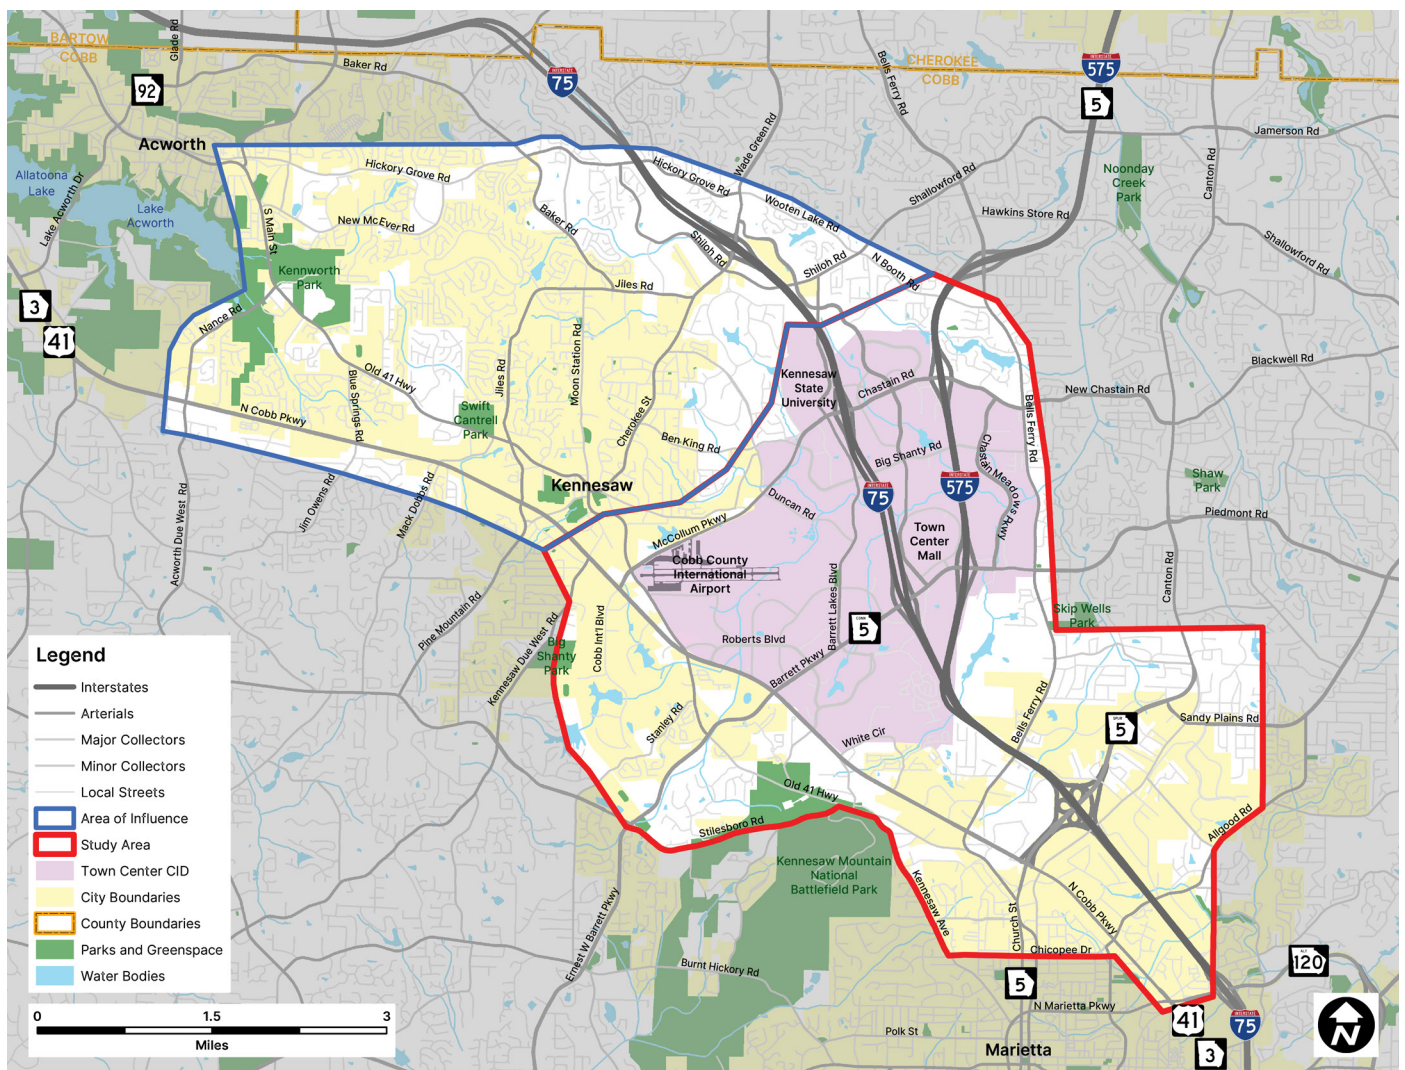 BARTOW
COBB
Glade Rd
92
Baker Rd
INTERSTATE
75
Bells Ferry Rd
CHEROKEE
COBB
INTERSTATE
575
5
Jamerson Rd
Acworth
Hickory Grove Rd
Hickory Grove Rd
Wade Green Rd
Shallowford Rd
Noonday
Creek
Park
Canton Rd
Allatoona
Lake
Lake Acworth Dr
Lake
Acworth
S Main St
New McEver Rd
Baker Rd
Wooten Lake Rd
Hawkins Store Rd
Shallowford Rd
Shiloh Rd
Shiloh Rd
N Booth Rd
Kennworth
Park
Jiles Rd
3
41
Nance Rd
Old 41 Hwy
Blue Springs Rd
Jiles Rd
Moon Station Rd
Kennesaw
State
University
Chastain Rd
Blackwell Rd
New Chastain Rd
N Cobb Pkwy
Swift
Cantrell
Park
Cherokee St
Ben King Rd
Big Shanty Rd
Chastain Meadows Pkwy
Bells Ferry Rd
Shaw
Park
Kennesaw
INTERSTATE
75
INTERSTATE
575
Piedmont Rd
Acworth Due West Rd
Jim Owens Rd
Mack Dobbs Rd
Duncan Rd
McCollum Pkwy
Town
Center
Mall
Cobb County
International
Airport
Canton Rd
Pine Mountain Rd
Kennesaw Due West Rd
Big
Shanty
Park
Cobb Int'l Blvd
Barrett Lakes Blvd
Roberts Blvd
CONN
5
Barrett Pkwy
Skip Wells
Park
Stanley Rd
White Cir
Bells Ferry Rd
SPUR
5
Sandy Plains Rd
Old 41 Hwy
Stilesboro Rd
Allgood Rd
Kennesaw Mountain
National
Battlefield Park
Kennesaw Ave
Church St
N Cobb Pkwy
Chicopee Dr
Ernest W Barrett Pkwy
Burnt Hickory Rd
5
ALT
120
N Marietta Pkwy
41
INTERSTATE
75
Polk St
Marietta
3
Legend
Interstates
Arterials
Major Collectors
Minor Collectors
Local Streets
Area of Influence
Study Area
Town Center CID
City Boundaries
County Boundaries
Parks and Greenspace
Water Bodies
0 1.5 3
Miles
N